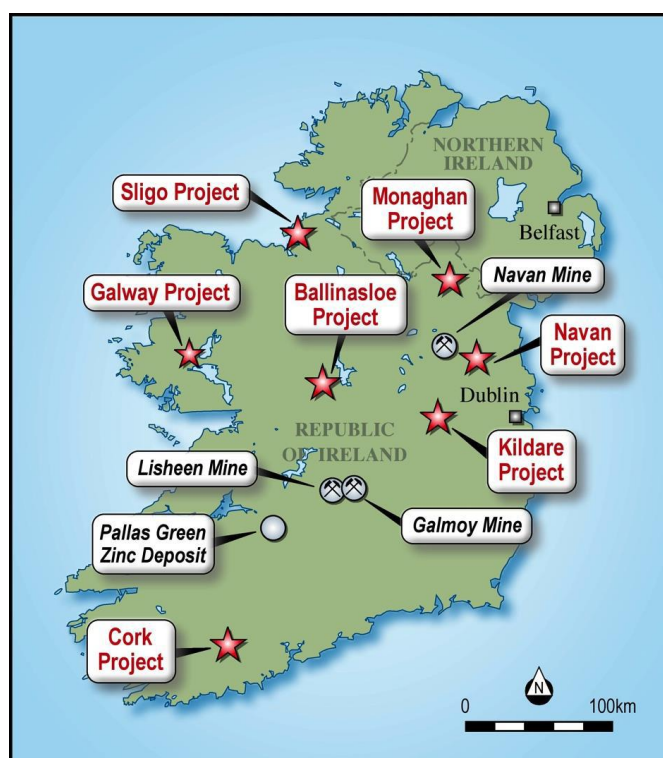 NORTHERN
IRELAND
Sligo Project
Monaghan
Project
Belfast
Navan Mine
Galway Project
Ballinasloe
Project
Navan
Project
Dublin
REPUBLIC
OF IRELAND
Kildare
Project
Lisheen Mine
Galmoy Mine
Pallas Green
Zinc Deposit
Cork
Project
N
0
100km